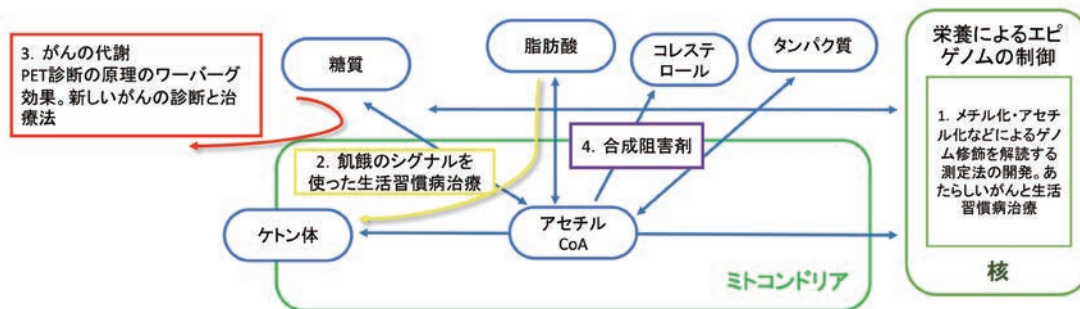 3. がんの代謝
PET診断の原理のワーバーグ
効果。新しいがんの診断と治
療法
糖質
脂肪酸
コレステ
ロール
タンパク質
栄養によるエピ
ゲノムの制御
1. メチル化・アセチ
ル化などによるゲノ
ム修飾を解読する
測定法の開発。あ
たらしいがんと生活
習慣病治療
2. 飢餓のシグナルを
使った生活習慣病治療
4. 合成阻害剤
ケトン体
アセチル
CoA
ミトコンドリア
核